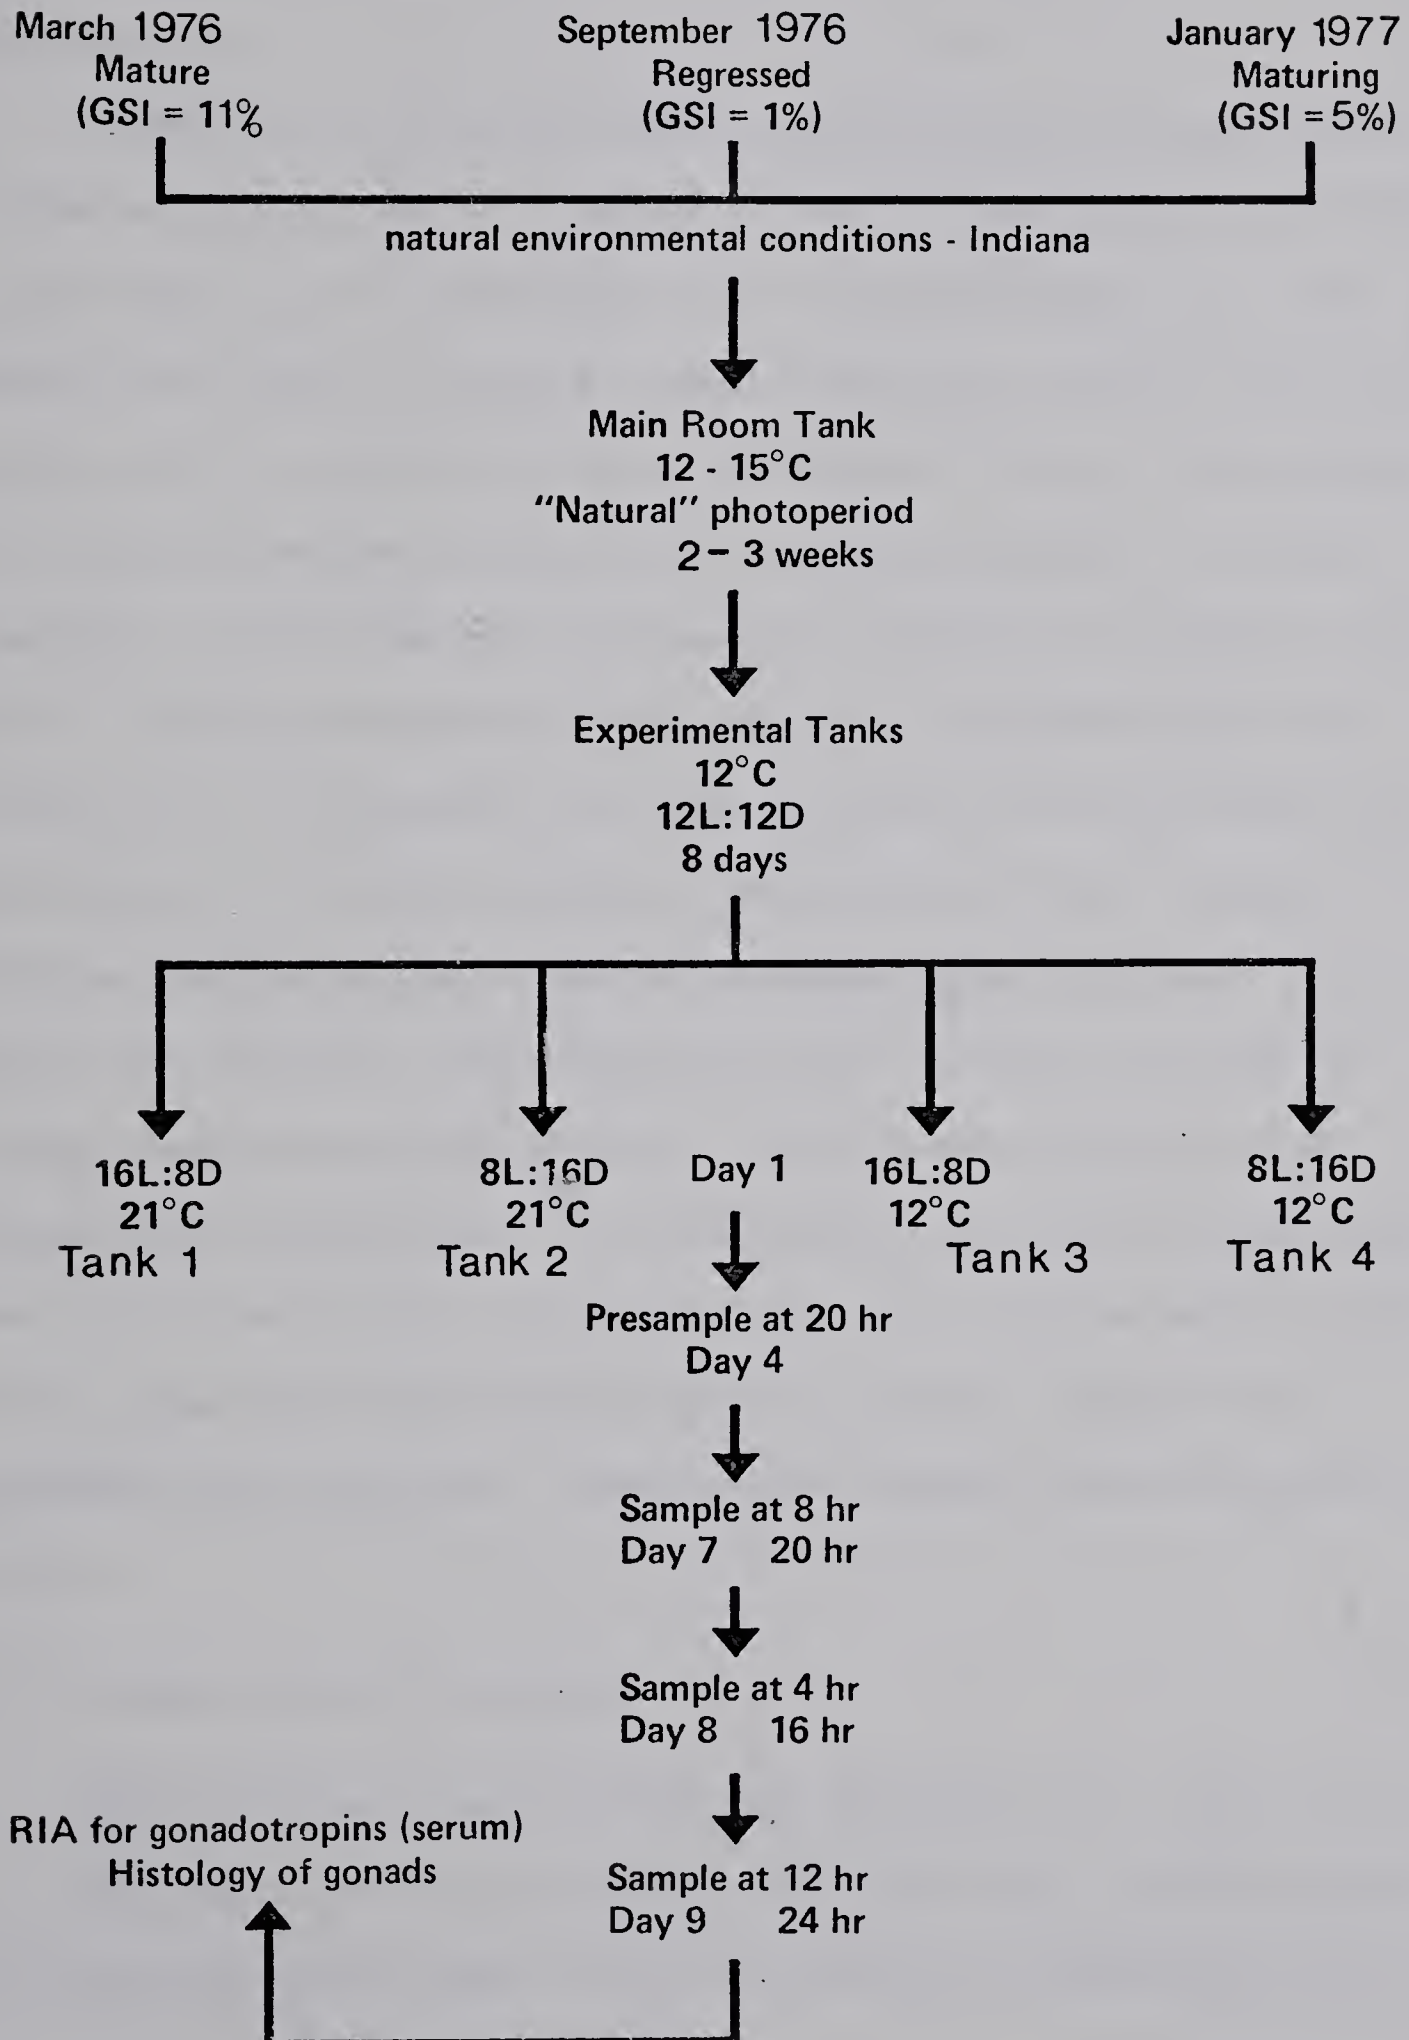 March 1976
Mature
(GSI = 11%
September 1976
Regressed
(GSI = 1%)
January 1977
Maturing
(GSI = 5%)
natural environmental conditions - Indiana
Main Room Tank
12 - 15°C
"Natural" photoperiod
2 - 3 weeks
Experimental Tanks
12°C
12L:12D
8 days
16L:8D
21°C
Tank 1
8L:16D
21°C
Tank 2
Day 1
16L:8D
12°C
Tank 3
8L:16D
12°C
Tank 4
Presample at 20 hr
Day 4
Sample at 8 hr
Day 7 20 hr
Sample at 4 hr
Day 8 16 hr
Sample at 12 hr
Day 9 24 hr
RIA for gonadotropins (serum)
Histology of gonads